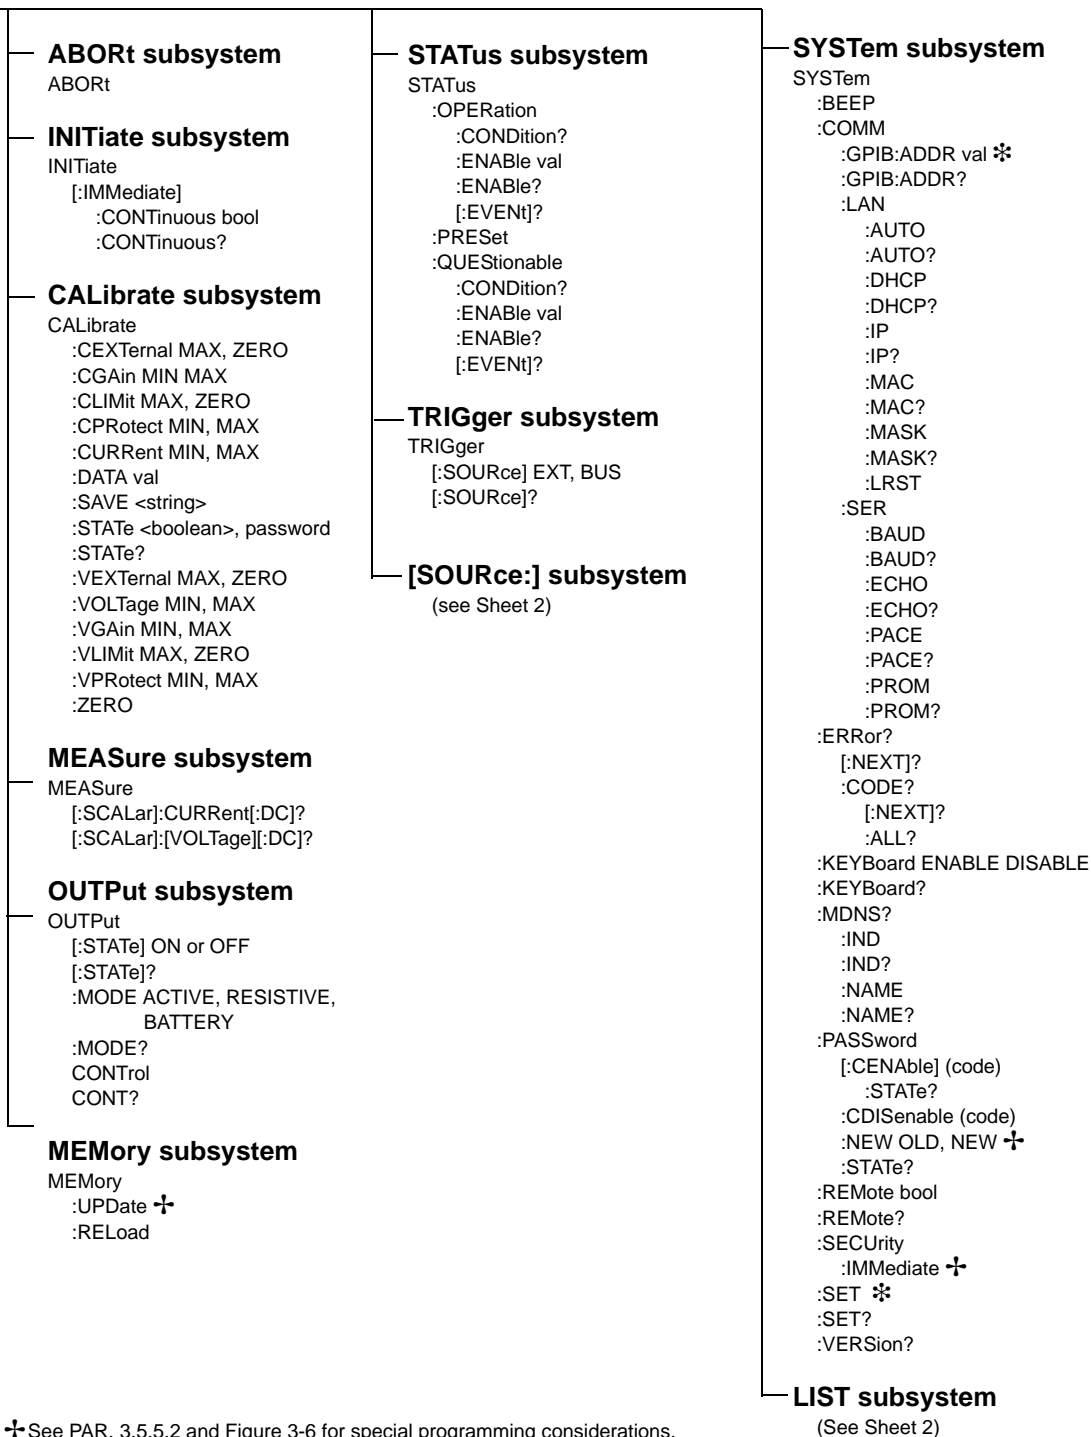 ABORt subsystem
ABORt
INITiate subsystem
INITiate
[:IMMediate]
:CONTinuous bool
:CONTinuous?
CALibrate subsystem
CALibrate
:CEXTernal MAX, ZERO
:CGAin MIN MAX
:CLIMit MAX, ZERO
:CPRotect MIN, MAX
:CURRent MIN, MAX
:DATA val
:SAVE <string>
:STATe <boolean>, password
:STATe?
:VEXTernal MAX, ZERO
:VOLTage MIN, MAX
:VGAin MIN, MAX
:VLIMit MAX, ZERO
:VPRotect MIN, MAX
:ZERO
MEASure subsystem
MEASure
[:SCALar]:CURRent[:DC]?
[:SCALar]:[VOLTage][:DC]?
OUTPut subsystem
OUTPut
[:STATe] ON or OFF
[:STATe]?
:MODE ACTIVE, RESISTIVE,
BATTERY
:MODE?
CONTrol
CONT?
MEMory subsystem
MEMory
:UPDate ✢
:RELoad
STATus subsystem
STATus
:OPERation
:CONDition?
:ENABle val
:ENABle?
[:EVENt]?
:PRESet
:QUEStionable
:CONDition?
:ENABle val
:ENABle?
[:EVENt]?
TRIGger subsystem
TRIGger
[:SOURce] EXT, BUS
[:SOURce]?
[SOURce:] subsystem
(see Sheet 2)
SYSTem subsystem
SYSTem
:BEEP
:COMM
:GPIB:ADDR val ❇
:GPIB:ADDR?
:LAN
:AUTO
:AUTO?
:DHCP
:DHCP?
:IP
:IP?
:MAC
:MAC?
:MASK
:MASK?
:LRST
:SER
:BAUD
:BAUD?
:ECHO
:ECHO?
:PACE
:PACE?
:PROM
:PROM?
:ERRor?
[:NEXT]?
:CODE?
[:NEXT]?
:ALL?
:KEYBoard ENABLE DISABLE
:KEYBoard?
:MDNS?
:IND
:IND?
:NAME
:NAME?
:PASSword
[:CENAble] (code)
:STATe?
:CDISenable (code)
:NEW OLD, NEW ✢
:STATe?
:REMote bool
:REMote?
:SECUrity
:IMMediate ✢
:SET ❇
:SET?
:VERSion?
LIST subsystem
(See Sheet 2)
✢ See PAR. 3.5.5.2 and Figure 3-6 for special programming considerations.